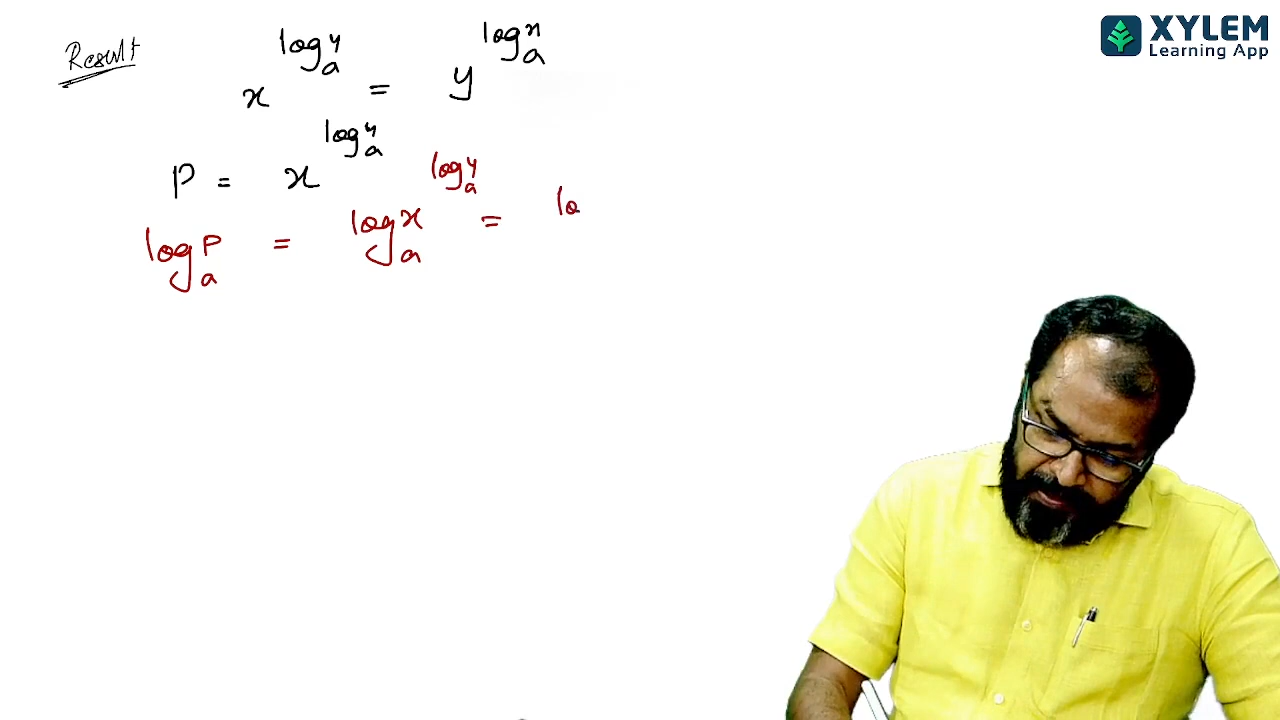 XYLEM
Learning App
Result
x^{log_a y} = y^{log_a x}
P = x^{log_a y}
log_a P = log_a x^{log_a y} = lo